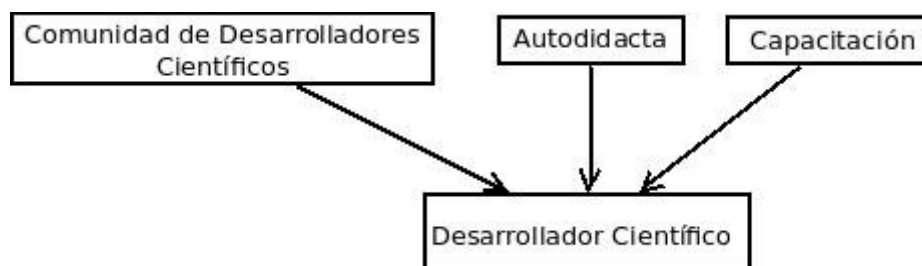 Comunidad de Desarrolladores
Científicos
Autodidacta
Capacitación
Desarrollador Científico